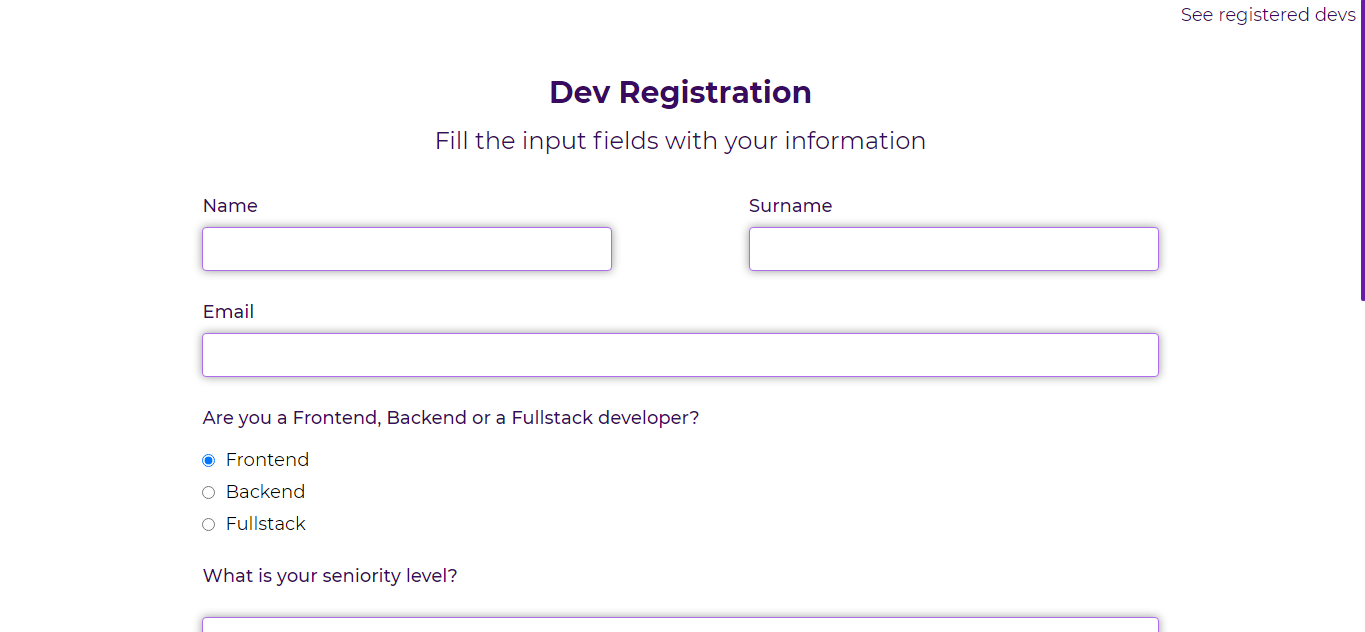 See registered devs
Dev Registration
Fill the input fields with your information
Name
Surname
Email
Are you a Frontend, Backend or a Fullstack developer?
Frontend
Backend
Fullstack
What is your seniority level?